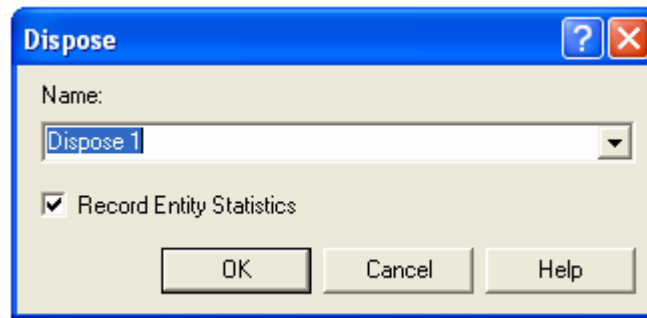 Dispose
Name:
Dispose 1
Record Entity Statistics
OK Cancel Help